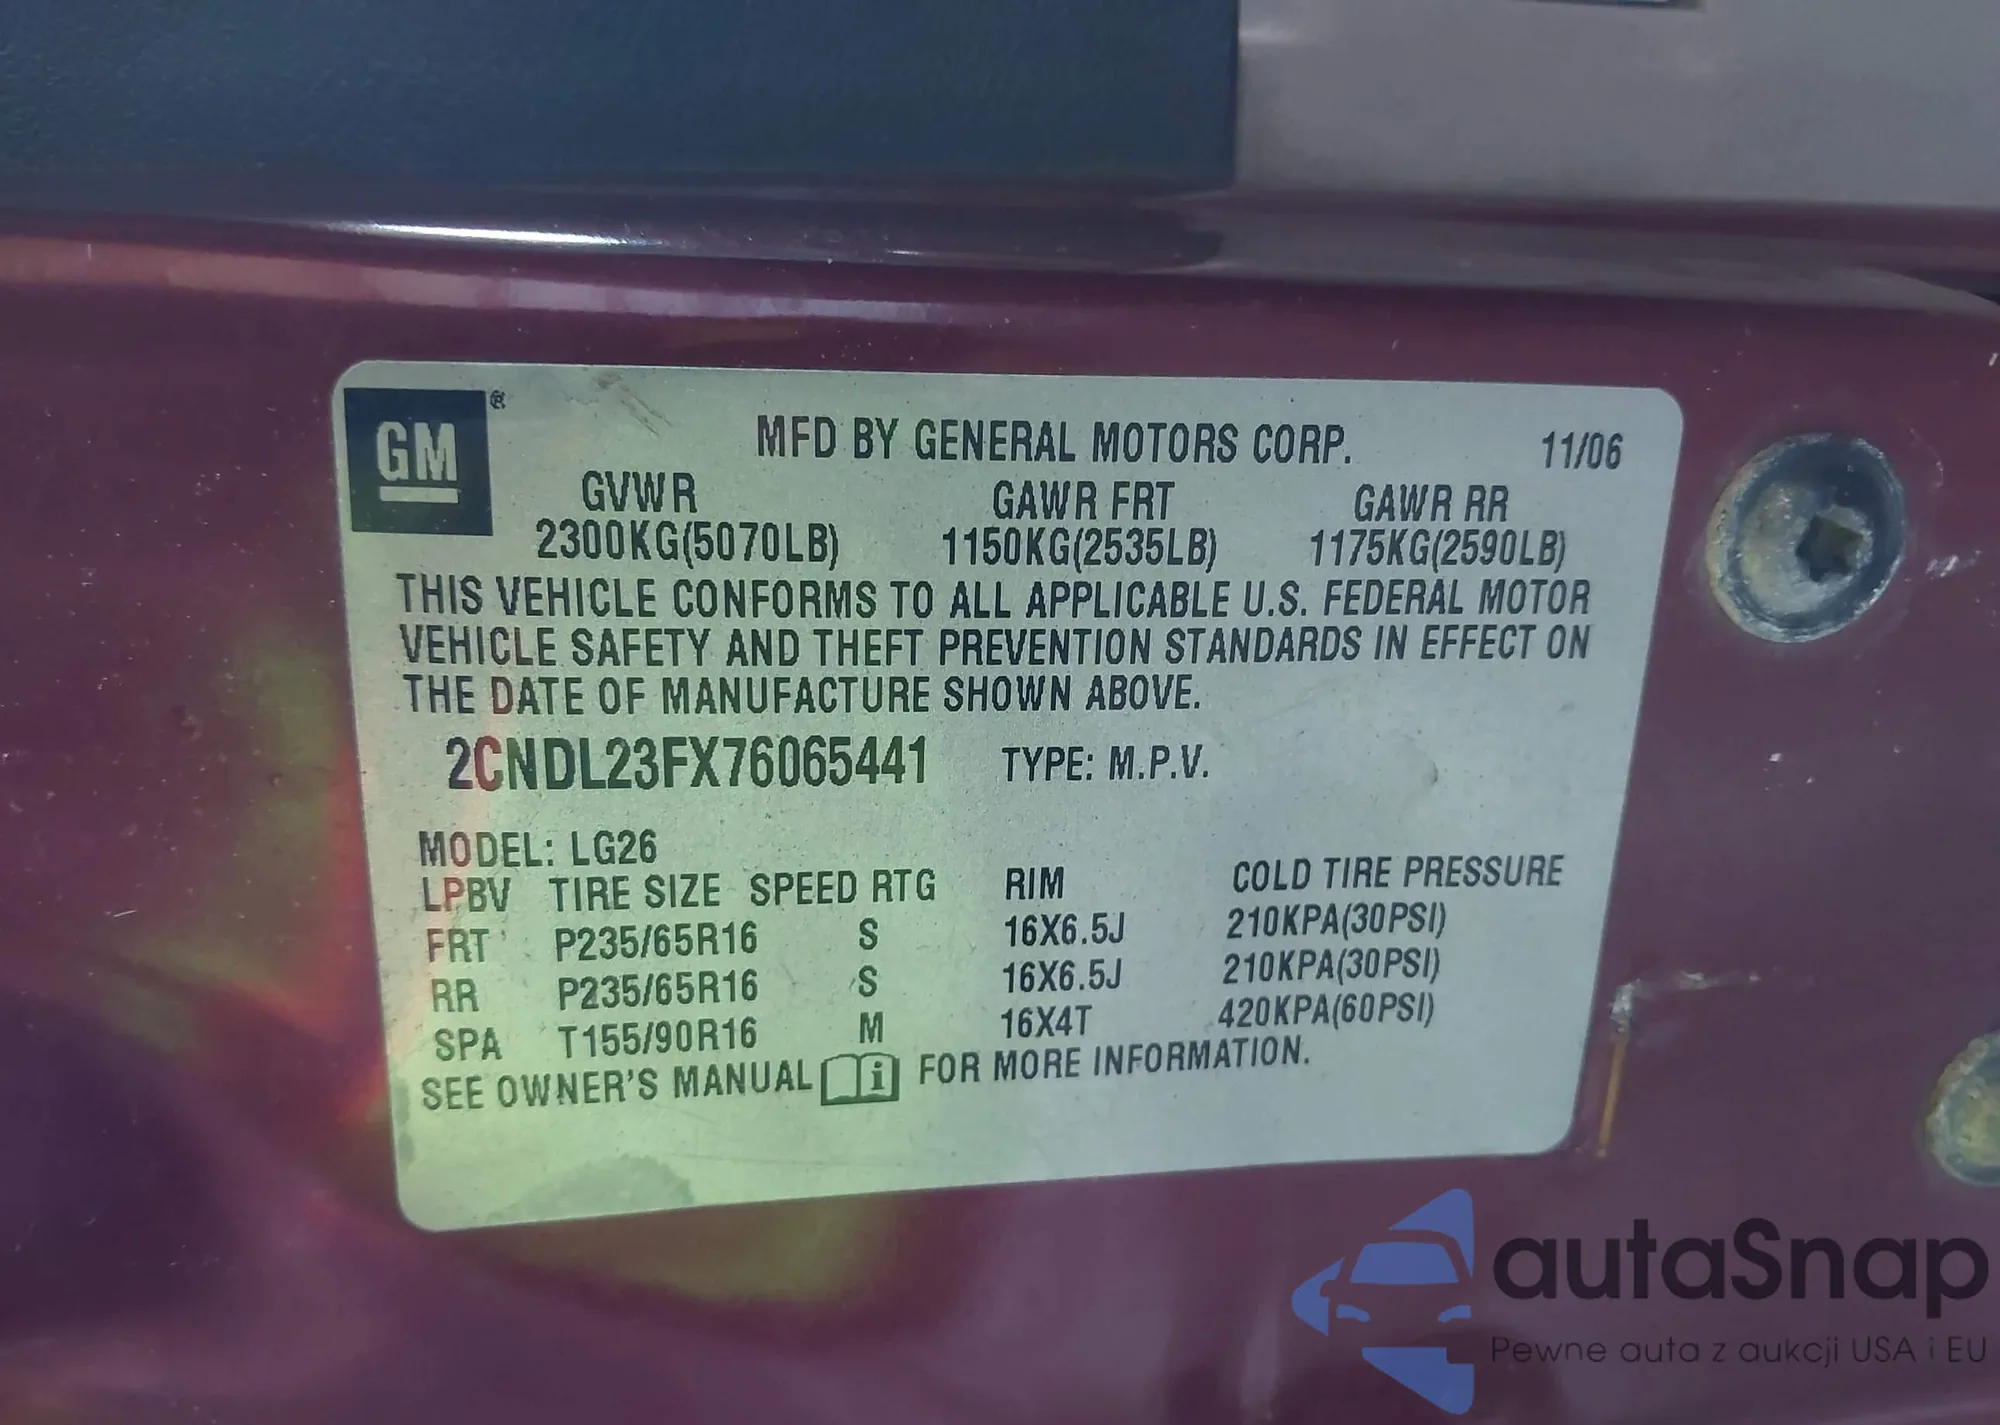 GM ®
MFD BY GENERAL MOTORS CORP. 11/06
GVWR GAWR FRT GAWR RR
2300KG(5070LB) 1150KG(2535LB) 1175KG(2590LB)
THIS VEHICLE CONFORMS TO ALL APPLICABLE U.S. FEDERAL MOTOR
VEHICLE SAFETY AND THEFT PREVENTION STANDARDS IN EFFECT ON
THE DATE OF MANUFACTURE SHOWN ABOVE.
2CNDL23FX76065441 TYPE: M.P.V.
MODEL: LG26
LPBV TIRE SIZE SPEED RTG RIM COLD TIRE PRESSURE
FRT P235/65R16 S 16X6.5J 210KPA(30PSI)
RR P235/65R16 S 16X6.5J 210KPA(30PSI)
SPA T155/90R16 M 16X4T 420KPA(60PSI)
SEE OWNER'S MANUAL i FOR MORE INFORMATION.
autaSnap
Pewne auta z aukcji USA i EU